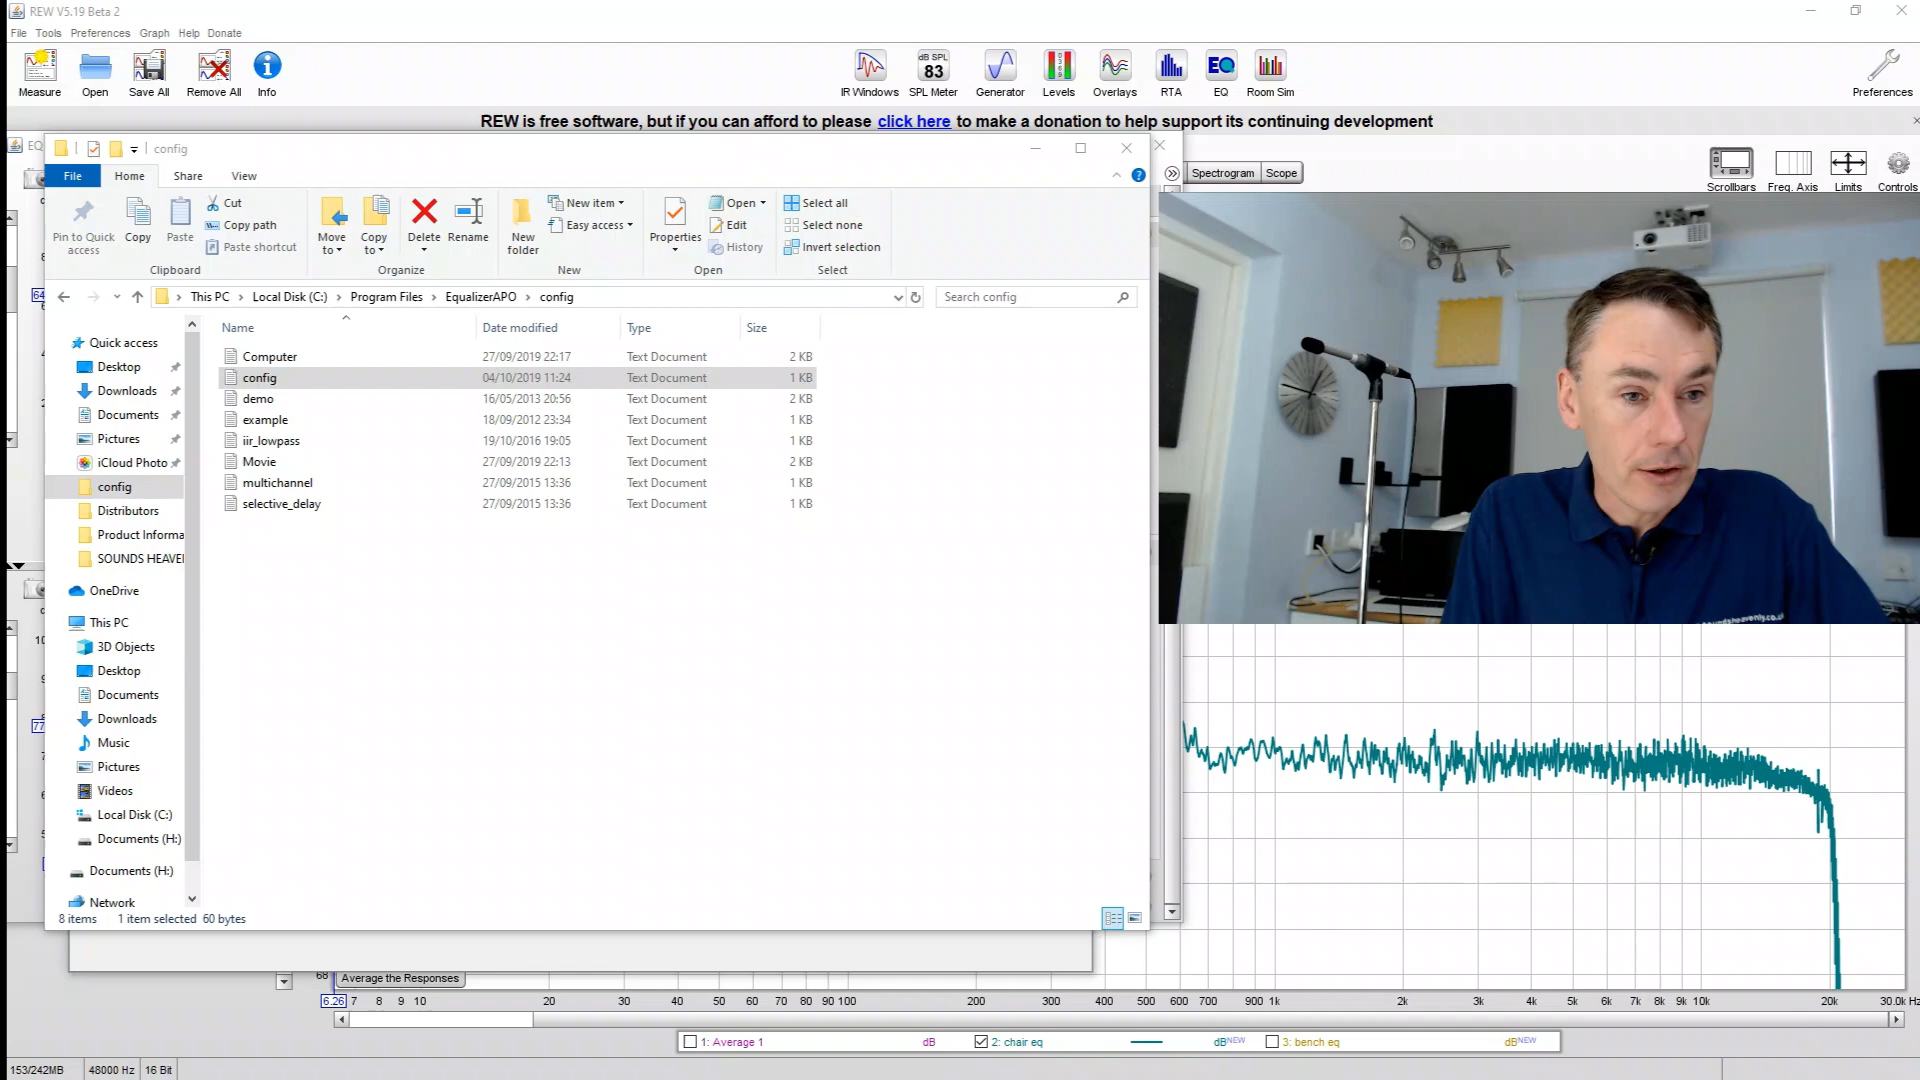 REW V5.19 Beta 2
File Tools Preferences Graph Help Donate
Measure Open Save All Remove All Info
dB SPL
83
IR Windows SPL Meter Generator Levels Overlays RTA EQ Room Sim
Preferences
REW is free software, but if you can afford to please click here to make a donation to help support its continuing development
EQ
config
File Home Share View
Spectrogram Scope
Scrollbars Freq. Axis Limits Controls
Pin to Quick access
Copy
Paste
Cut
Copy path
Paste shortcut
Clipboard
Move to
Copy to
Delete
Rename
Organize
New folder
New item
Easy access
New
Properties
Open
Edit
History
Open
Select all
Select none
Invert selection
Select
This PC > Local Disk (C:) > Program Files > EqualizerAPO > config
Search config
Name Date modified Type Size
Computer 27/09/2019 22:17 Text Document 2 KB
config 04/10/2019 11:24 Text Document 1 KB
demo 16/05/2013 20:56 Text Document 2 KB
example 18/09/2012 23:34 Text Document 1 KB
iir_lowpass 19/10/2016 19:05 Text Document 1 KB
Movie 27/09/2019 22:13 Text Document 2 KB
multichannel 27/09/2015 13:36 Text Document 1 KB
selective_delay 27/09/2015 13:36 Text Document 1 KB
Quick access
Desktop
Downloads
Documents
Pictures
iCloud Photo
config
Distributors
Product Informa
SOUNDS HEAVE
OneDrive
This PC
3D Objects
Desktop
Documents
Downloads
Music
Pictures
Videos
Local Disk (C:)
Documents (H:)
Documents (H:)
Network
8 items 1 item selected 60 bytes
68
Average the Responses
6.26 7 8 9 10 20 30 40 50 60 70 80 90 100 200 300 400 500 600 700 900 1k 2k 3k 4k 5k 6k 7k 8k 9k 10k 20k 30.0k Hz
1: Average 1 dB
2: chair eq dB NEW
3: bench eq dB NEW
153/242MB 48000 Hz 16 Bit